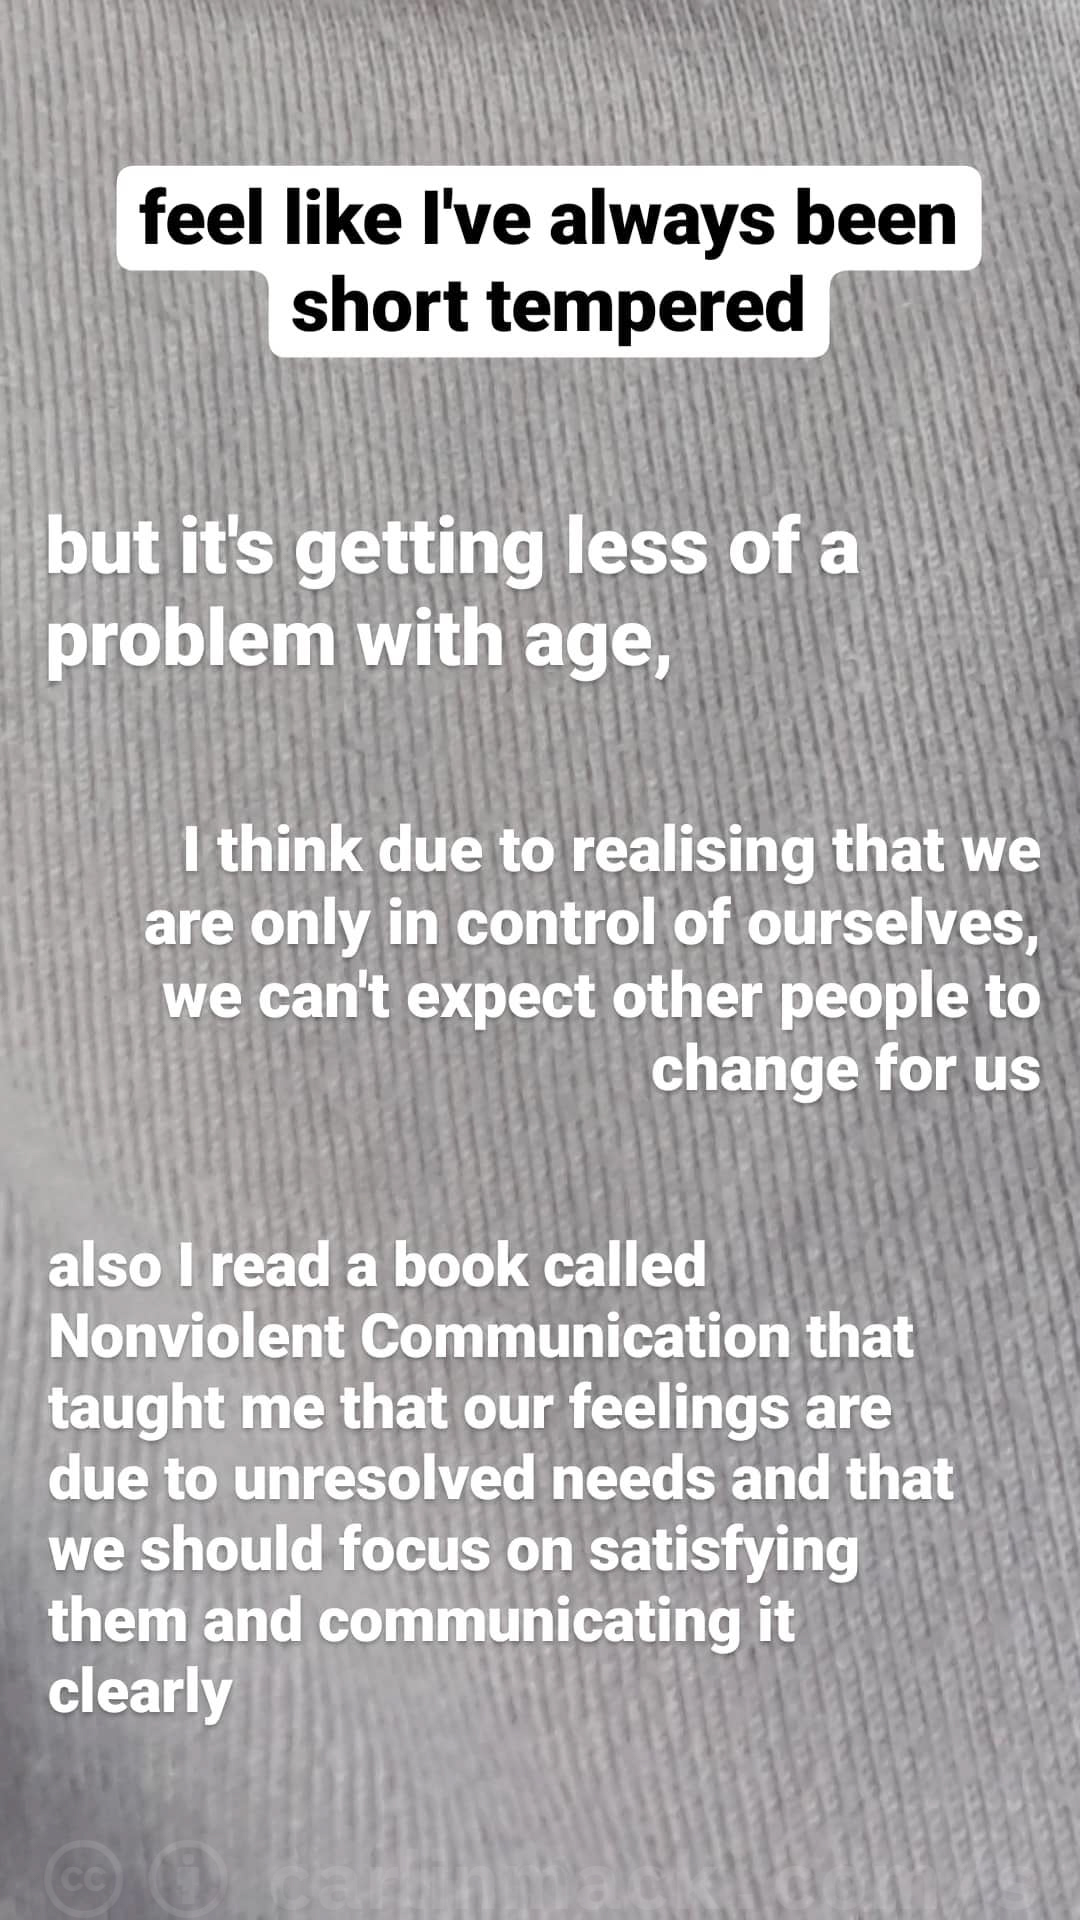 feel like I've always been
short tempered
but it's getting less of a
problem with age,
I think due to realising that we
are only in control of ourselves,
we can't expect other people to
change for us
also I read a book called
Nonviolent Communication that
taught me that our feelings are
due to unresolved needs and that
we should focus on satisfying
them and communicating it
clearly
cc